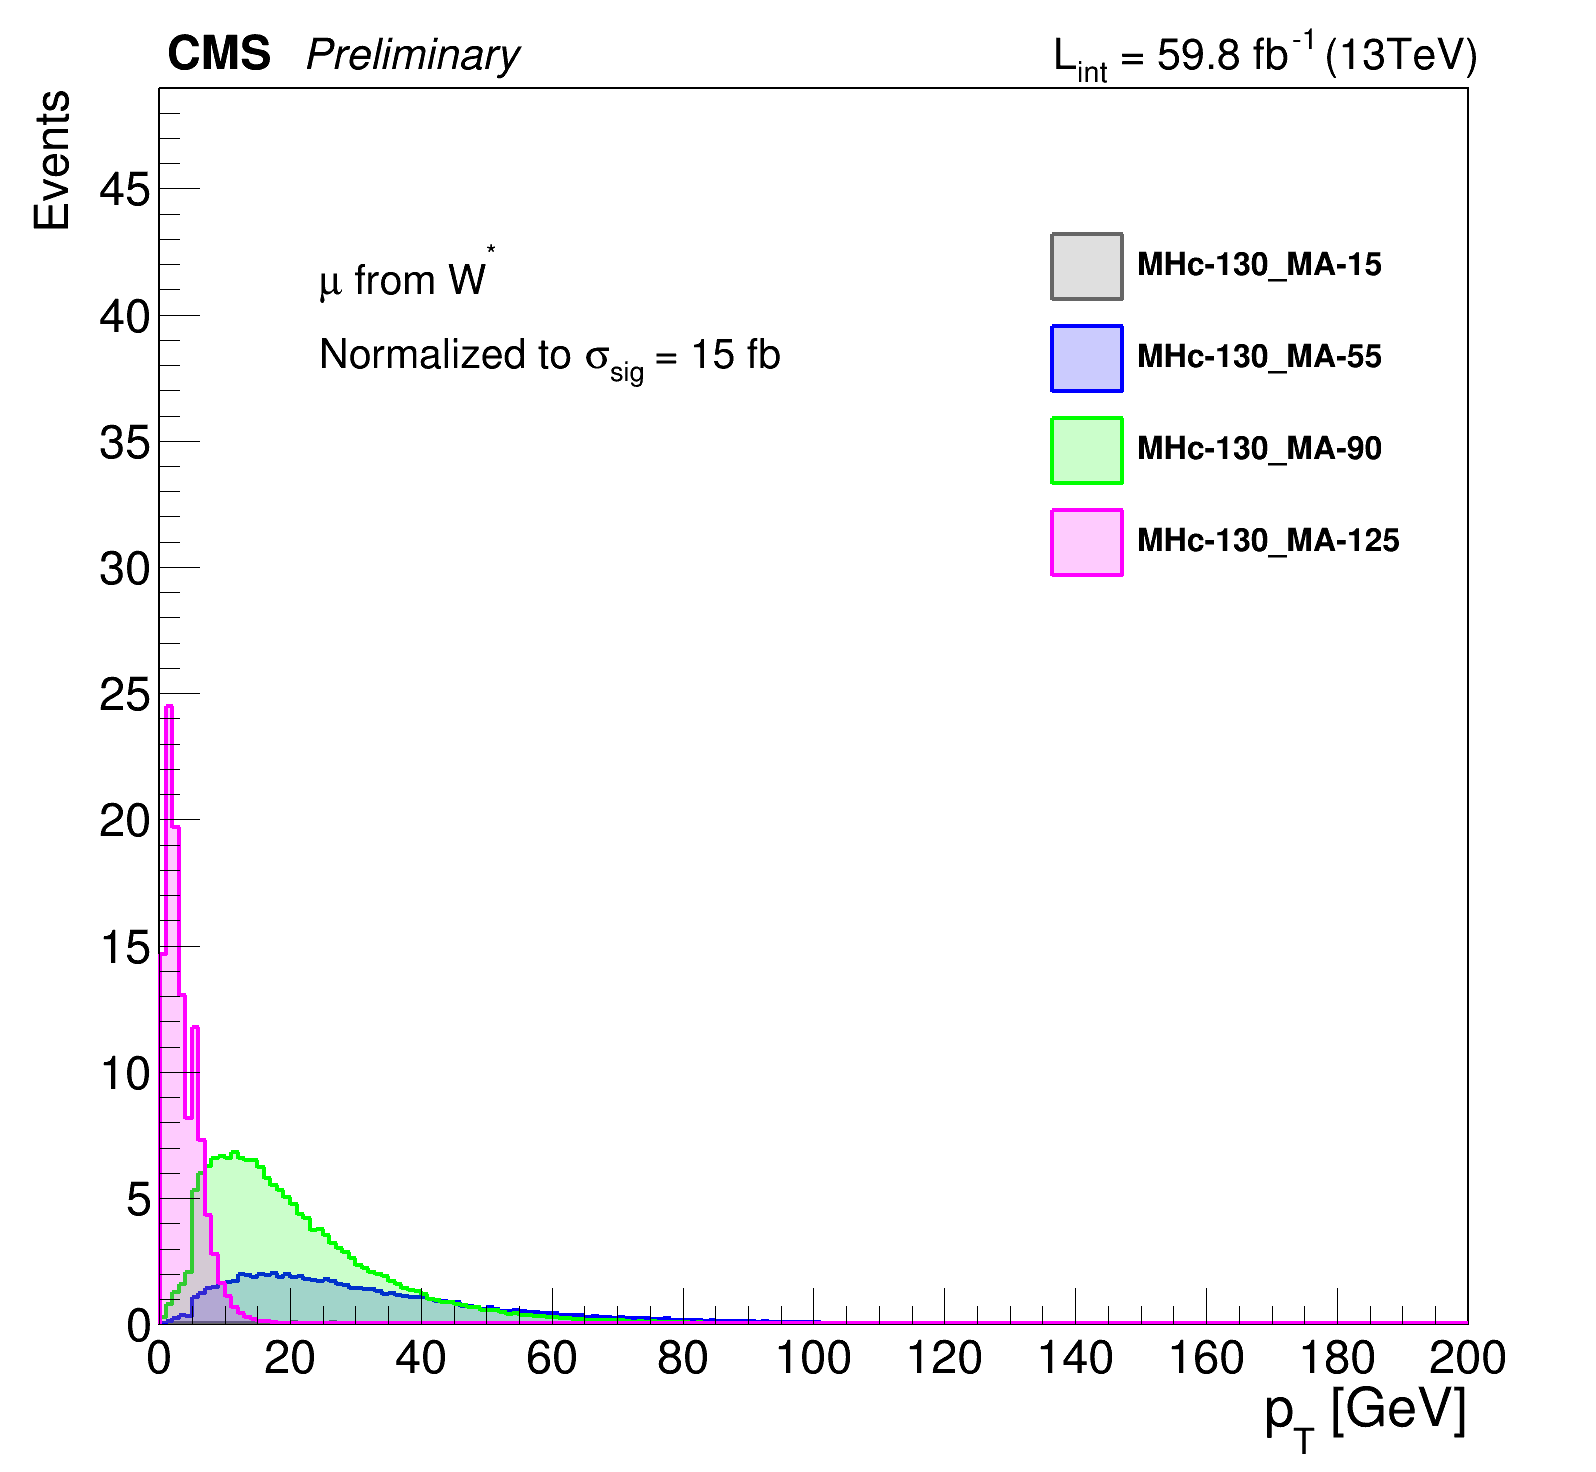 CMS Preliminary
L_int = 59.8 fb^-1 (13TeV)
Events
45
40
35
30
25
20
15
10
5
0
μ from W^*
Normalized to σ_sig = 15 fb
MHc-130_MA-15
MHc-130_MA-55
MHc-130_MA-90
MHc-130_MA-125
0 20 40 60 80 100 120 140 160 180 200
p_T [GeV]